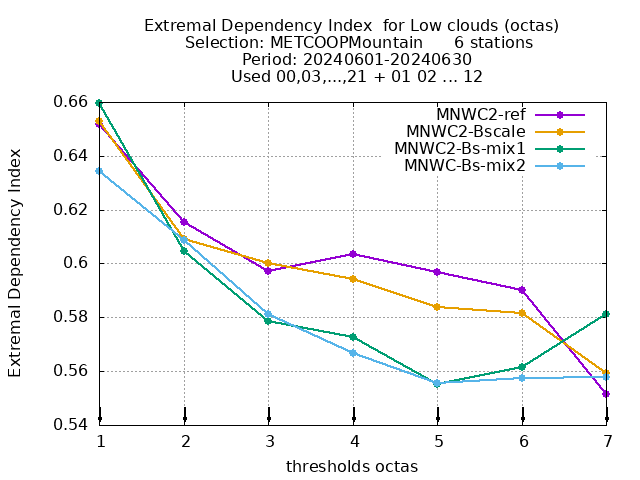 Extremal Dependency Index  for Low clouds (octas)
Selection: METCOOPMountain      6 stations
Period: 20240601-20240630
Used 00,03,...,21 + 01 02 ... 12
MNWC2-ref
MNWC2-Bscale
MNWC2-Bs-mix1
MNWC-Bs-mix2
Extremal Dependency Index
0.66
0.64
0.62
0.6
0.58
0.56
0.54
1 2 3 4 5 6 7
thresholds octas